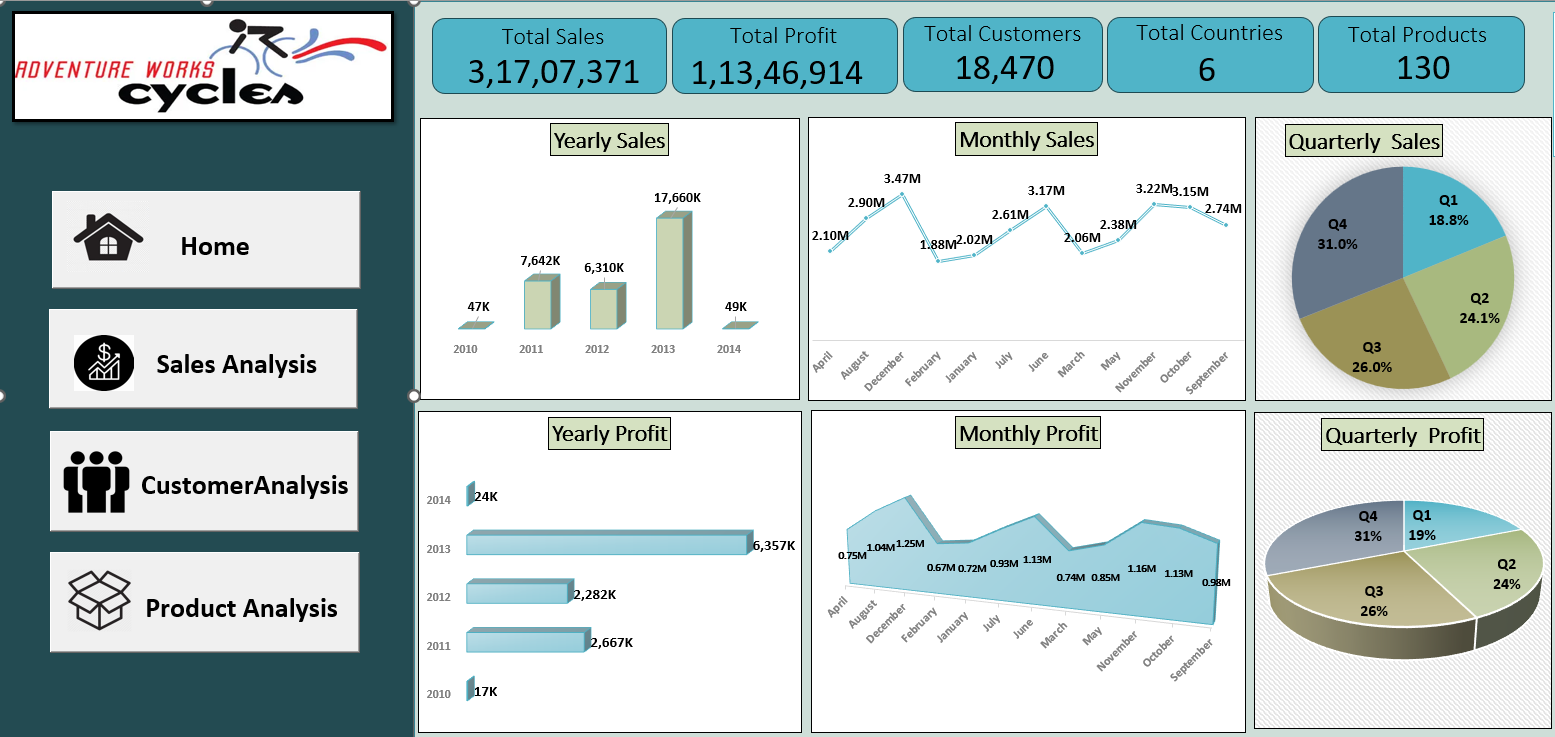 ADVENTURE WORKS
cycles
Home
Sales Analysis
CustomerAnalysis
Product Analysis
Total Sales
3,17,07,371
Total Profit
1,13,46,914
Total Customers
18,470
Total Countries
6
Total Products
130
Yearly Sales
17,660K
7,642K
6,310K
47K
49K
2010 2011 2012 2013 2014
Monthly Sales
2.10M 2.90M 3.47M 1.88M 2.02M 2.61M 3.17M 2.06M 2.38M 3.22M 3.15M 2.74M
April August December February January July June March May November October September
Quarterly Sales
Q1
18.8%
Q2
24.1%
Q3
26.0%
Q4
31.0%
Yearly Profit
2014 24K
2013 6,357K
2012 2,282K
2011 2,667K
2010 17K
Monthly Profit
0.75M 1.04M 1.25M 0.67M 0.72M 0.93M 1.13M 0.74M 0.85M 1.16M 1.13M 0.98M
April August December February January July June March May November October September
Quarterly Profit
Q1
19%
Q2
24%
Q3
26%
Q4
31%